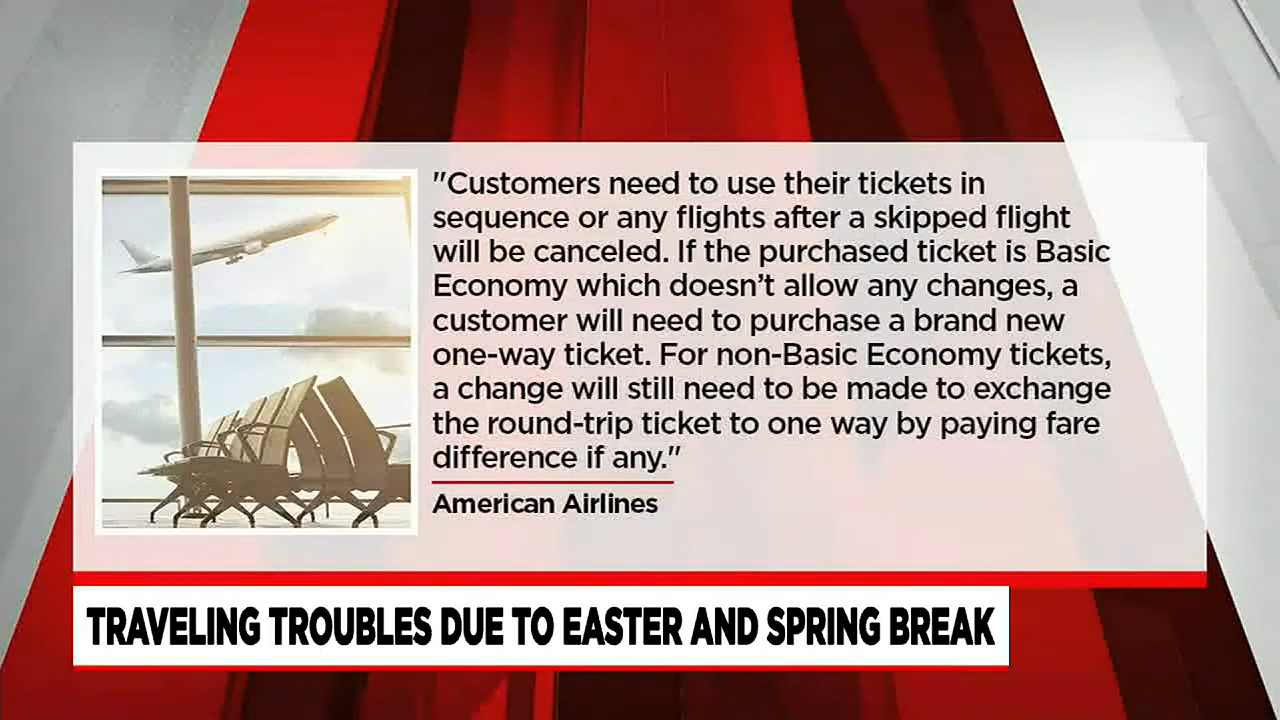 "Customers need to use their tickets in
sequence or any flights after a skipped flight
will be canceled. If the purchased ticket is Basic
Economy which doesn't allow any changes, a
customer will need to purchase a brand new
one-way ticket. For non-Basic Economy tickets,
a change will still need to be made to exchange
the round-trip ticket to one way by paying fare
difference if any."
American Airlines
TRAVELING TROUBLES DUE TO EASTER AND SPRING BREAK